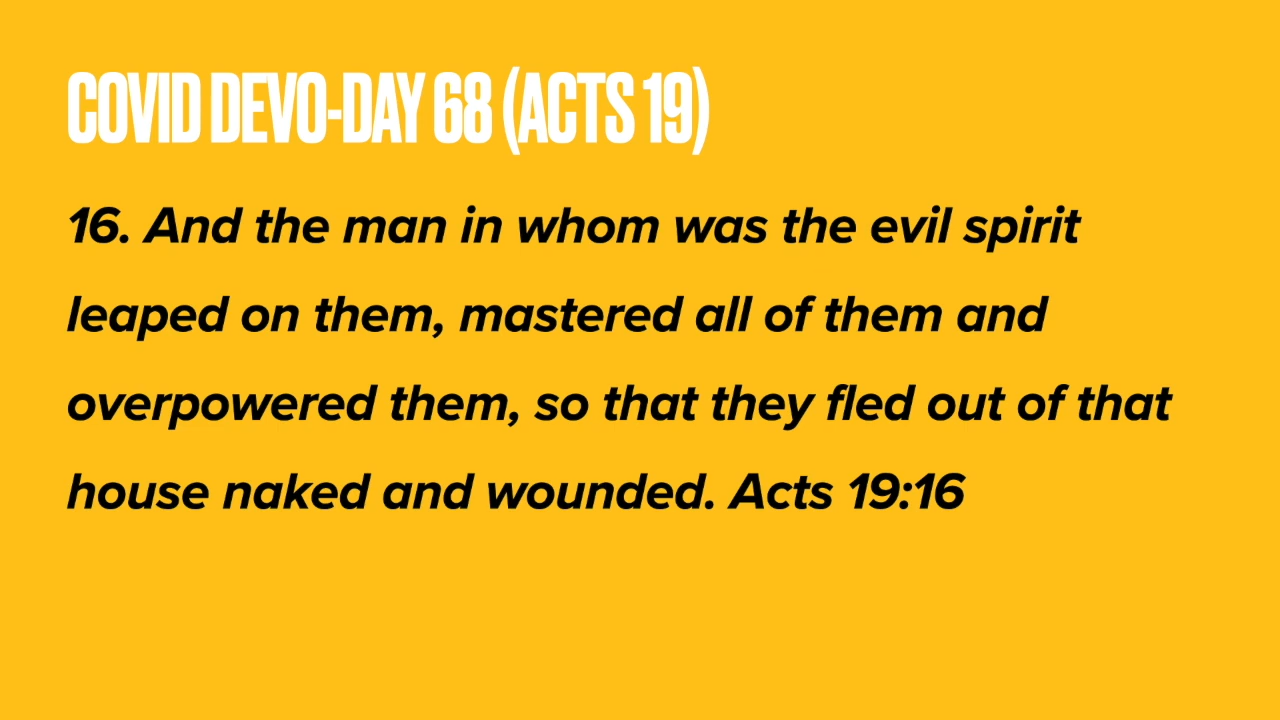 COVID DEVO-DAY 68 (ACTS 19)
16. And the man in whom was the evil spirit
leaped on them, mastered all of them and
overpowered them, so that they fled out of that
house naked and wounded. Acts 19:16